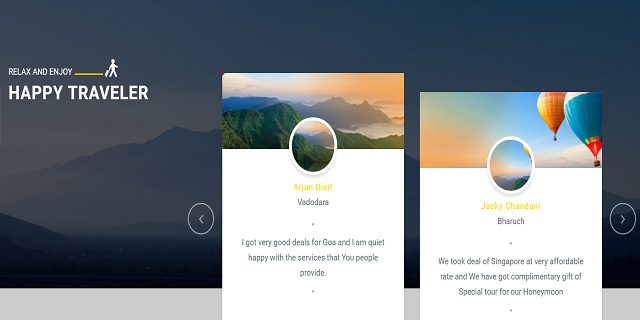 RELAX AND ENJOY
HAPPY TRAVELER
Arjun Dixit
Vadodara
I got very good deals for Goa and I am quiet
happy with the services that You people
provide.
Jacky Chandani
Bharuch
We took deal of Singapore at very affordable
rate and We have got complimentary gift of
Special tour for our Honeymoon